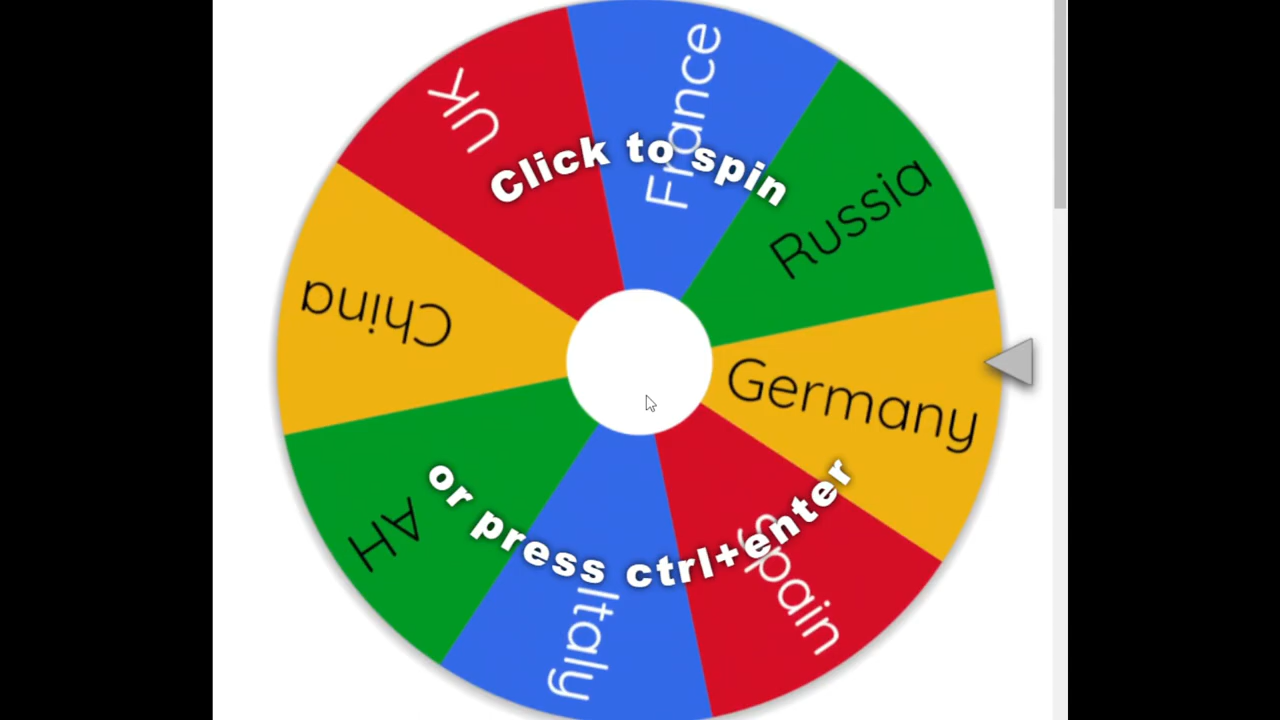 Click to spin
or press ctrl+enter
France
Russia
Germany
Spain
Italy
AH
China
UK